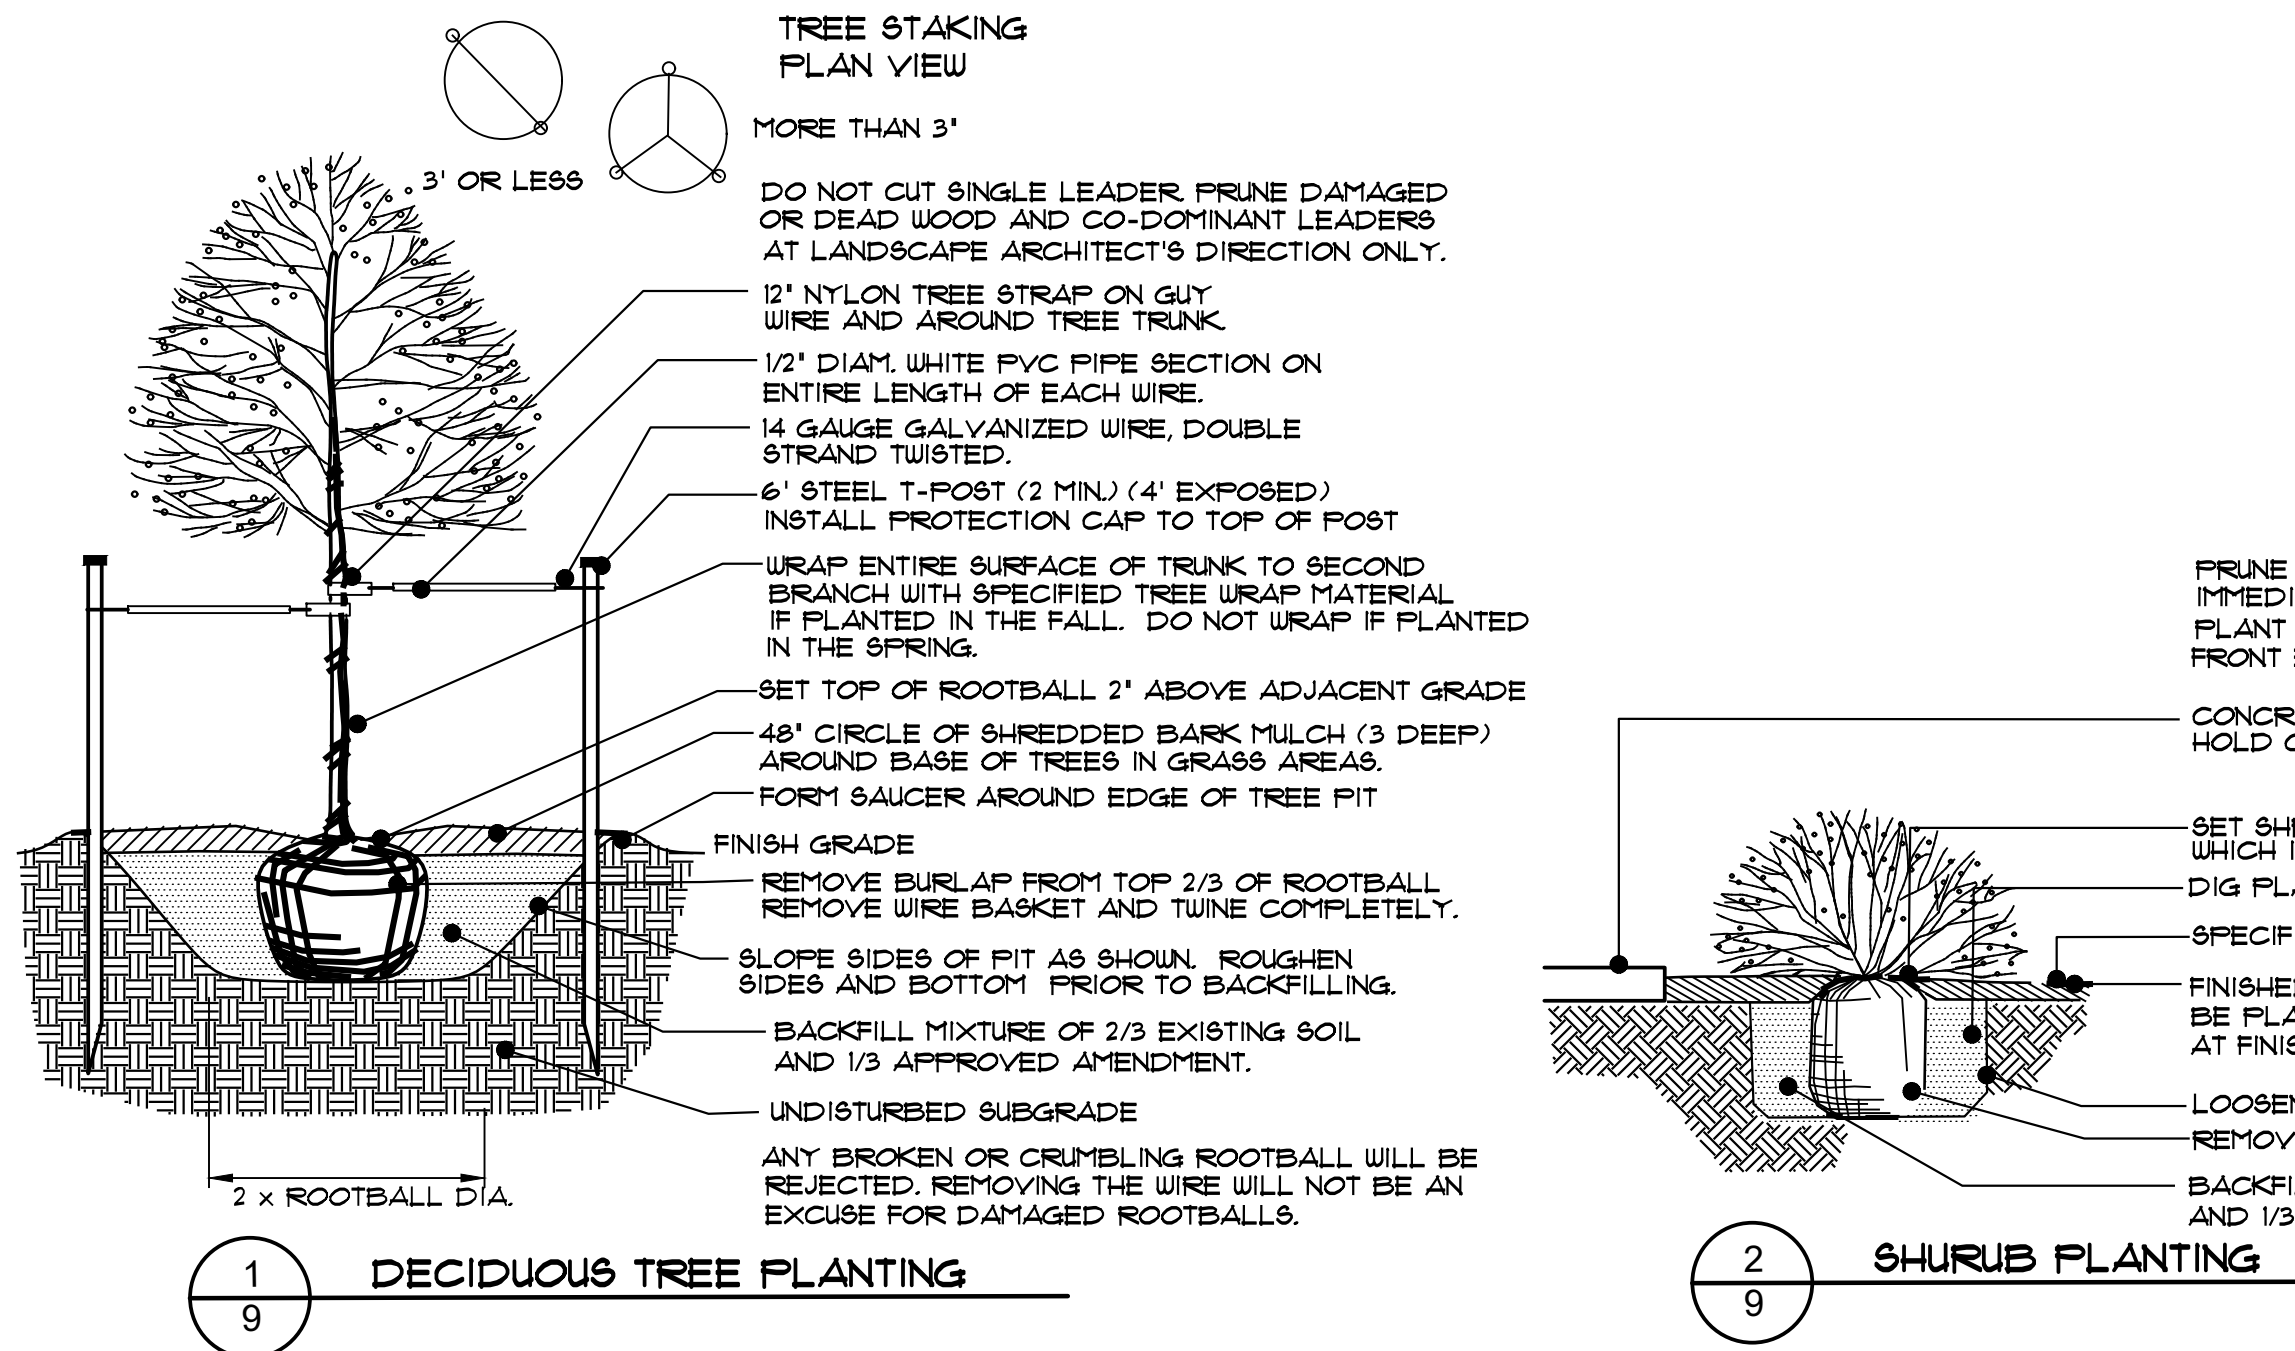 TREE STAKING
PLAN VIEW
MORE THAN 3"
3' OR LESS
DO NOT CUT SINGLE LEADER. PRUNE DAMAGED
OR DEAD WOOD AND CO-DOMINANT LEADERS
AT LANDSCAPE ARCHITECT'S DIRECTION ONLY.
12" NYLON TREE STRAP ON GUY
WIRE AND AROUND TREE TRUNK.
1/2" DIAM. WHITE PVC PIPE SECTION ON
ENTIRE LENGTH OF EACH WIRE.
14 GAUGE GALVANIZED WIRE, DOUBLE
STRAND TWISTED.
6' STEEL T-POST (2 MIN.) (4' EXPOSED)
INSTALL PROTECTION CAP TO TOP OF POST
WRAP ENTIRE SURFACE OF TRUNK TO SECOND
BRANCH WITH SPECIFIED TREE WRAP MATERIAL
IF PLANTED IN THE FALL. DO NOT WRAP IF PLANTED
IN THE SPRING.
SET TOP OF ROOTBALL 2" ABOVE ADJACENT GRADE
48" CIRCLE OF SHREDDED BARK MULCH (3 DEEP)
AROUND BASE OF TREES IN GRASS AREAS.
FORM SAUCER AROUND EDGE OF TREE PIT
FINISH GRADE
REMOVE BURLAP FROM TOP 2/3 OF ROOTBALL
REMOVE WIRE BASKET AND TWINE COMPLETELY.
SLOPE SIDES OF PIT AS SHOWN. ROUGHEN
SIDES AND BOTTOM PRIOR TO BACKFILLING.
BACKFILL MIXTURE OF 2/3 EXISTING SOIL
AND 1/3 APPROVED AMENDMENT.
UNDISTURBED SUBGRADE
ANY BROKEN OR CRUMBLING ROOTBALL WILL BE
REJECTED. REMOVING THE WIRE WILL NOT BE AN
EXCUSE FOR DAMAGED ROOTBALLS.
2 x ROOTBALL DIA.
1
9
DECIDUOUS TREE PLANTING
PRUNE
IMMEDI
PLANT
FRONT
CONCR
HOLD
SET SHR
WHICH I
DIG PLA
SPECIF
FINISHE
BE PLA
AT FINIS
LOOSEN
REMOV
BACKFI
AND 1/3
2
9
SHURUB PLANTING